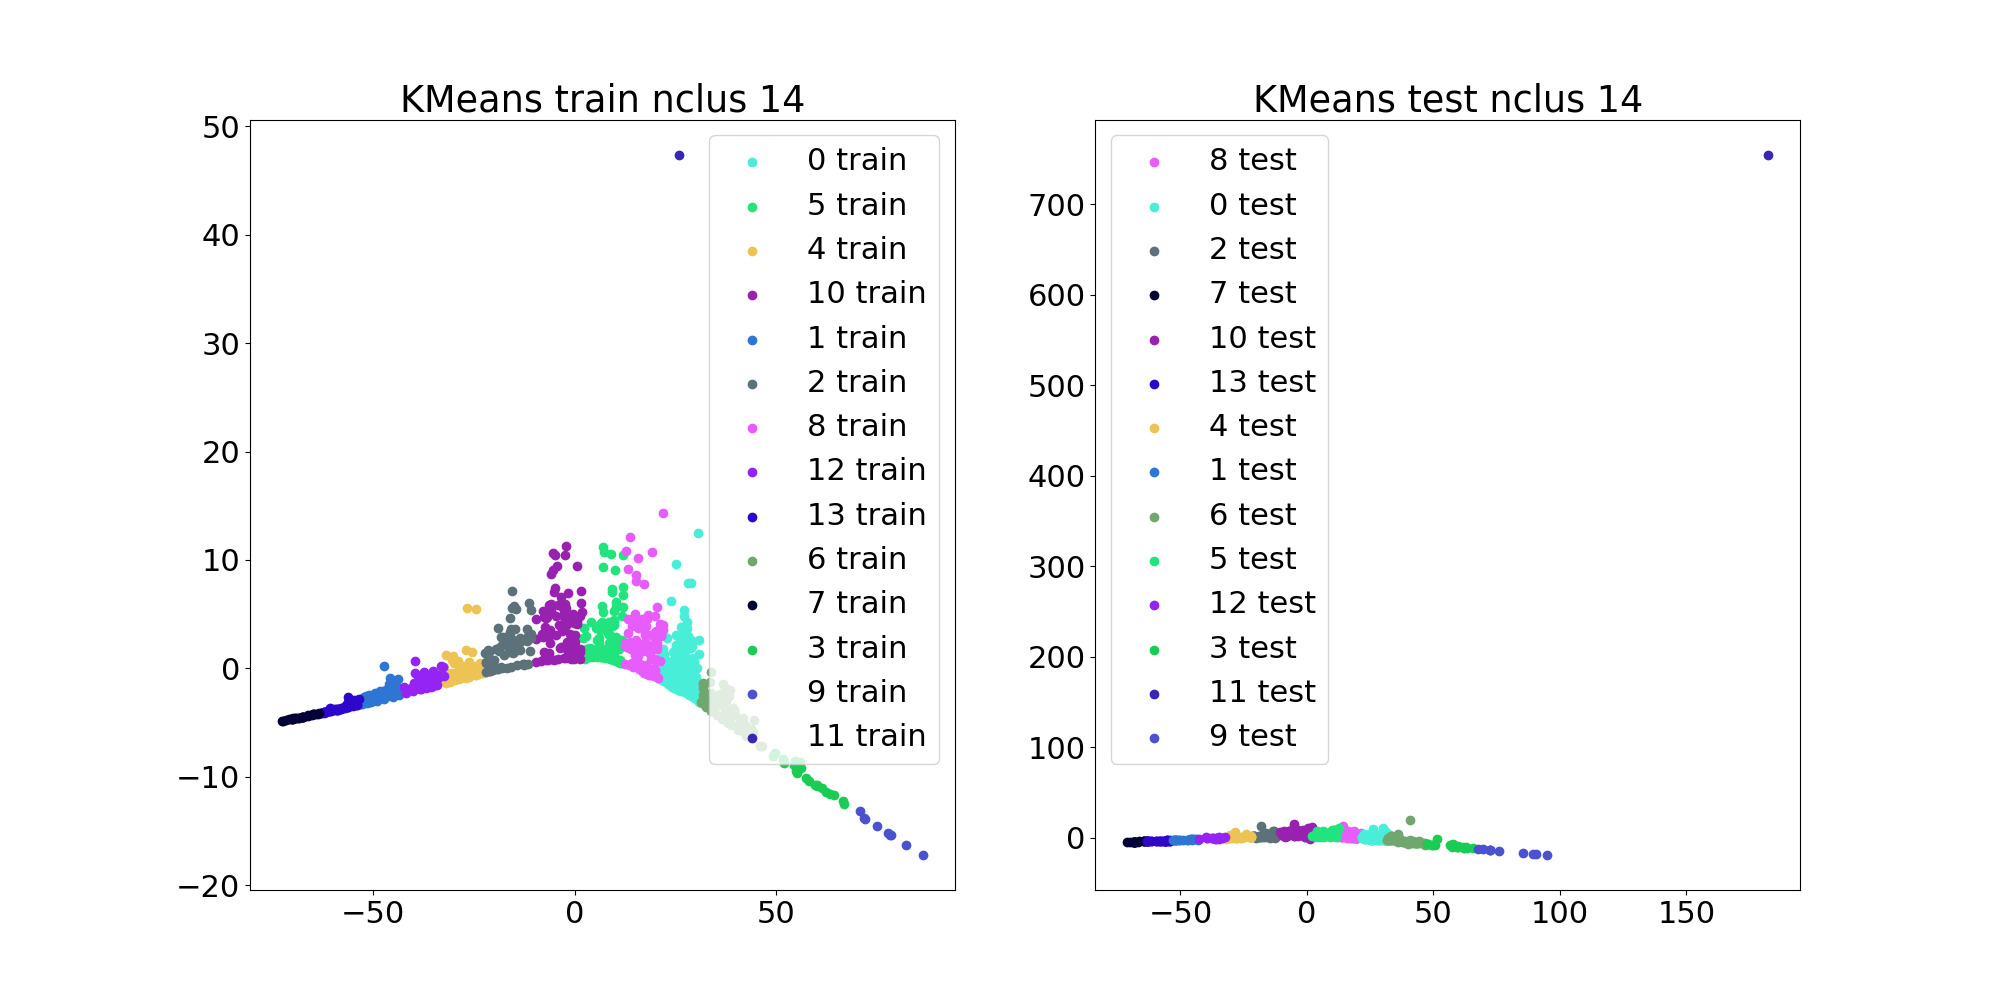 KMeans train nclus 14
50
40
30
20
10
0
−10
−20
−50
0
50
0 train
5 train
4 train
10 train
1 train
2 train
8 train
12 train
13 train
6 train
7 train
3 train
9 train
11 train
KMeans test nclus 14
700
600
500
400
300
200
100
0
−50
0
50
100
150
8 test
0 test
2 test
7 test
10 test
13 test
4 test
1 test
6 test
5 test
12 test
3 test
11 test
9 test